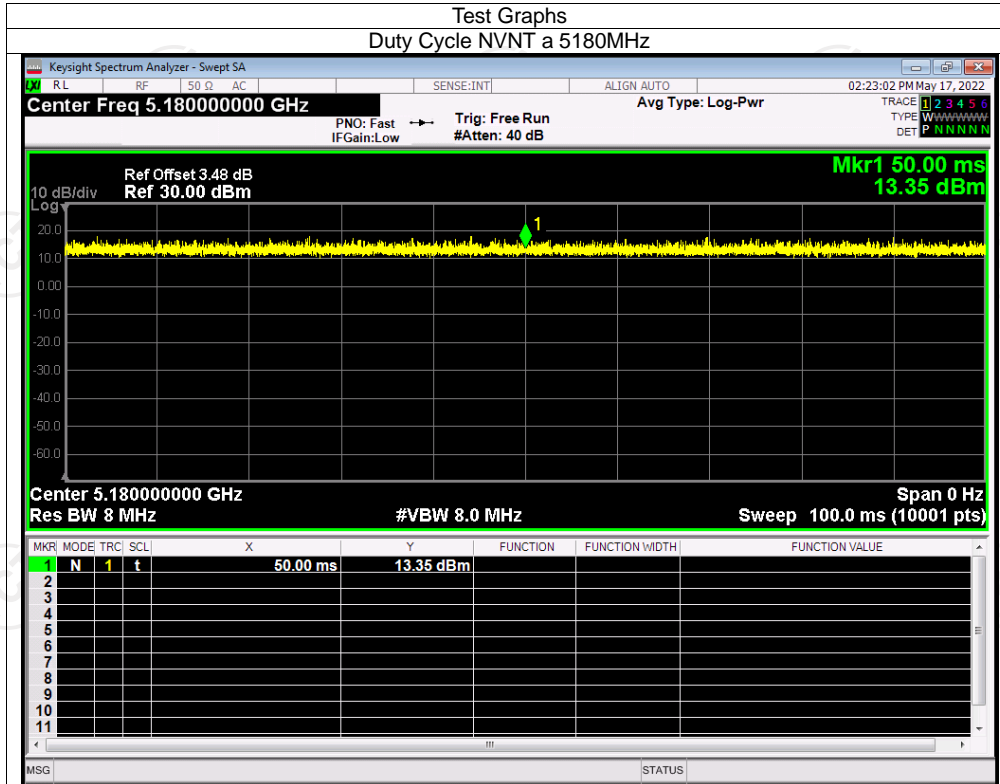 Test Graphs
Duty Cycle NVNT a 5180MHz
Keysight Spectrum Analyzer - Swept SA
LXI RL RF 50 Ω AC SENSE:INT ALIGN AUTO 02:23:02 PM May 17, 2022
Center Freq 5.180000000 GHz Avg Type: Log-Pwr TRACE 1 2 3 4 5 6
PNO: Fast Trig: Free Run TYPE WWWWWW
IFGain:Low #Atten: 40 dB DET P N N N N N
Mkr1 50.00 ms
Ref Offset 3.48 dB
10 dB/div Ref 30.00 dBm 13.35 dBm
Log
1
20.0
10.0
0.00
-10.0
-20.0
-30.0
-40.0
-50.0
-60.0
Center 5.180000000 GHz Span 0 Hz
Res BW 8 MHz #VBW 8.0 MHz Sweep 100.0 ms (10001 pts)
MKR MODE TRC SCL X Y FUNCTION FUNCTION WIDTH FUNCTION VALUE
1 N 1 t 50.00 ms 13.35 dBm
2
3
4
5
6
7
8
9
10
11
MSG STATUS